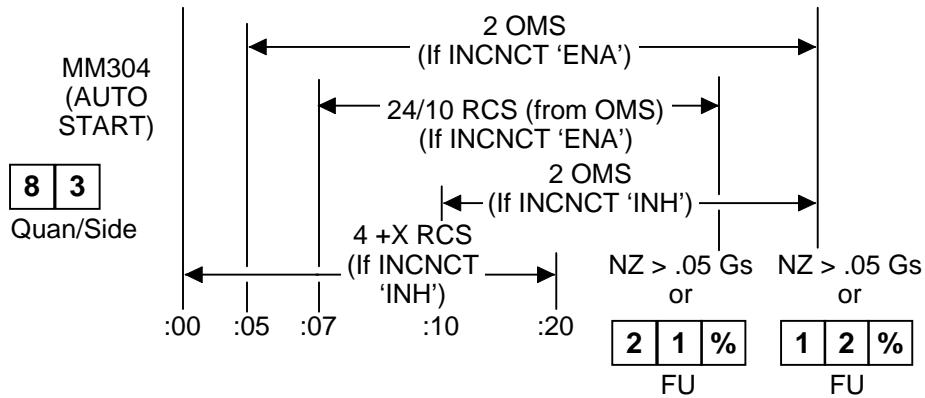 2 OMS
(If INCNCT ‘ENA’)
MM304
(AUTO
START)
24/10 RCS (from OMS)
(If INCNCT ‘ENA’)
2 OMS
(If INCNCT ‘INH’)
8 3
Quan/Side
4 +X RCS
(If INCNCT
‘INH’)
NZ > .05 Gs
or
NZ > .05 Gs
or
:00 :05 :07 :10 :20
2 1 %
FU
1 2 %
FU